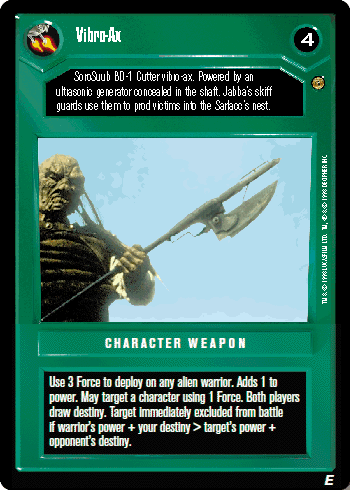 Vibro-Ax
4
SoroSuub BD-1 Cutter vibro-ax. Powered by an
ultrasonic generator concealed in the shaft. Jabba's skiff
guards use them to prod victims into the Sarlacc's nest.
CHARACTER WEAPON
Use 3 Force to deploy on any alien warrior. Adds 1 to
power. May target a character using 1 Force. Both players
draw destiny. Target immediately excluded from battle
if warrior's power + your destiny > target's power +
opponent's destiny.
E